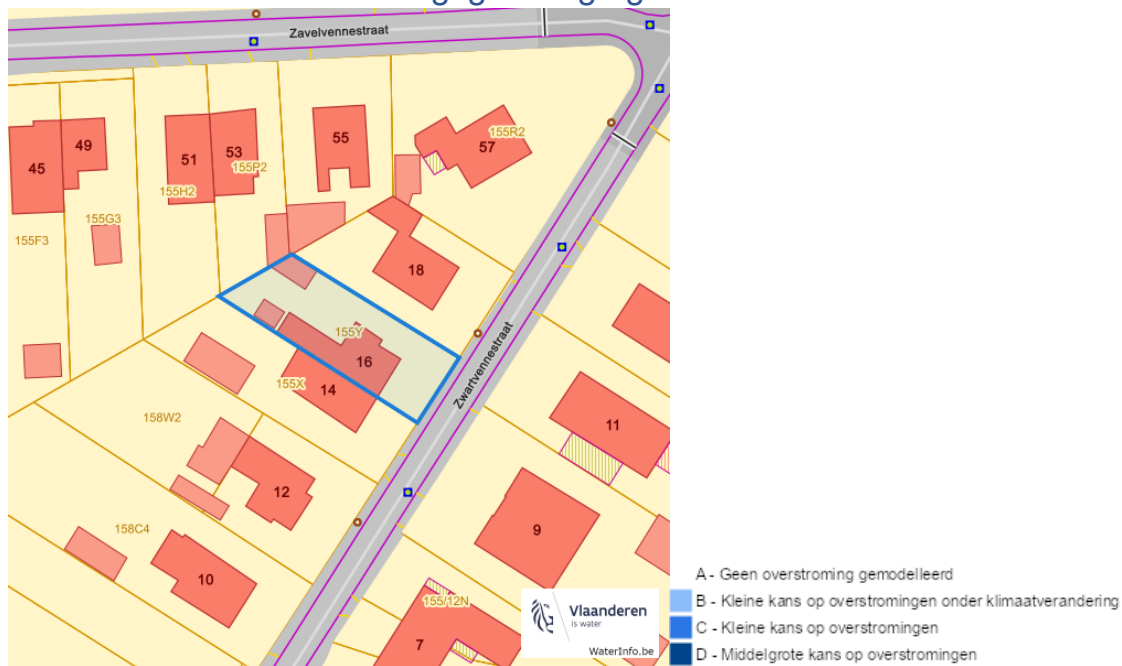 Zavelvennestraat
45
49
51
53
55
57
155R2
155P2
155H2
155G3
155F3
18
155Y
16
14
155X
Zwartvennestraat
158W2
11
12
9
158C4
10
155/12N
7
Vlaanderen
is water
WaterInfo.be
A - Geen overstroming gemodelleerd
B - Kleine kans op overstromingen onder klimaatverandering
C - Kleine kans op overstromingen
D - Middelgrote kans op overstromingen